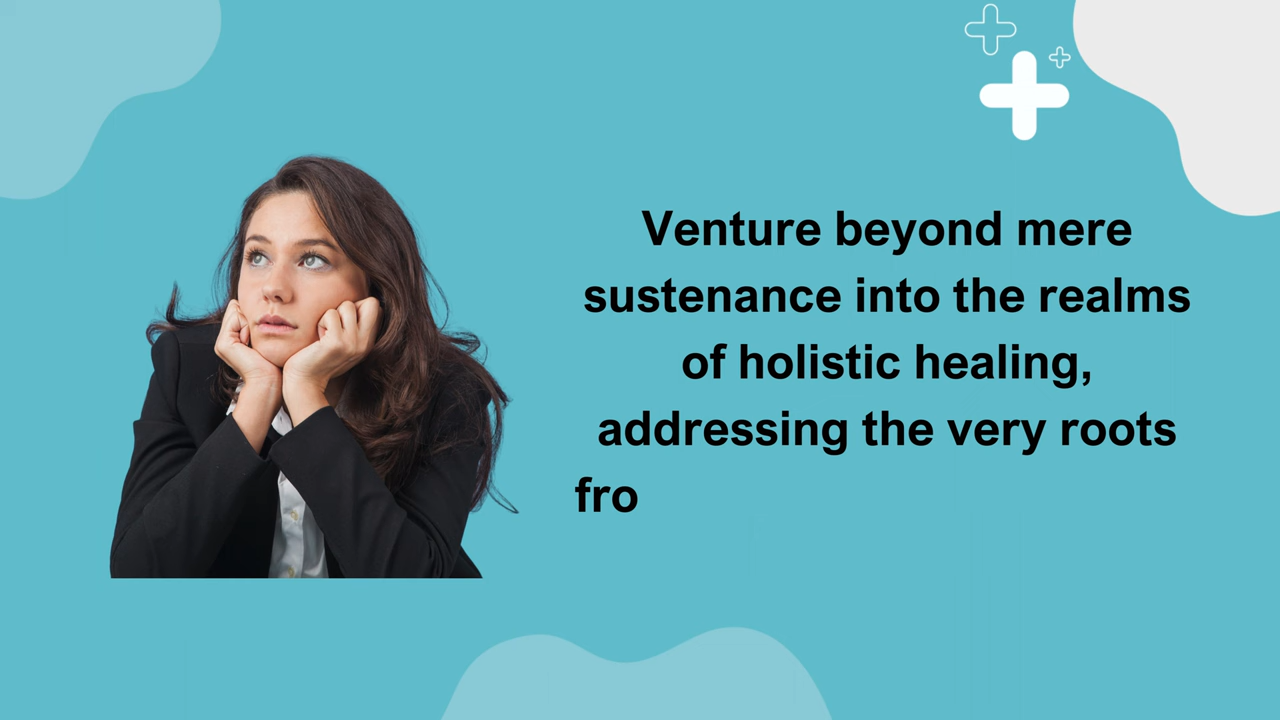 Venture beyond mere
sustenance into the realms
of holistic healing,
addressing the very roots
fro